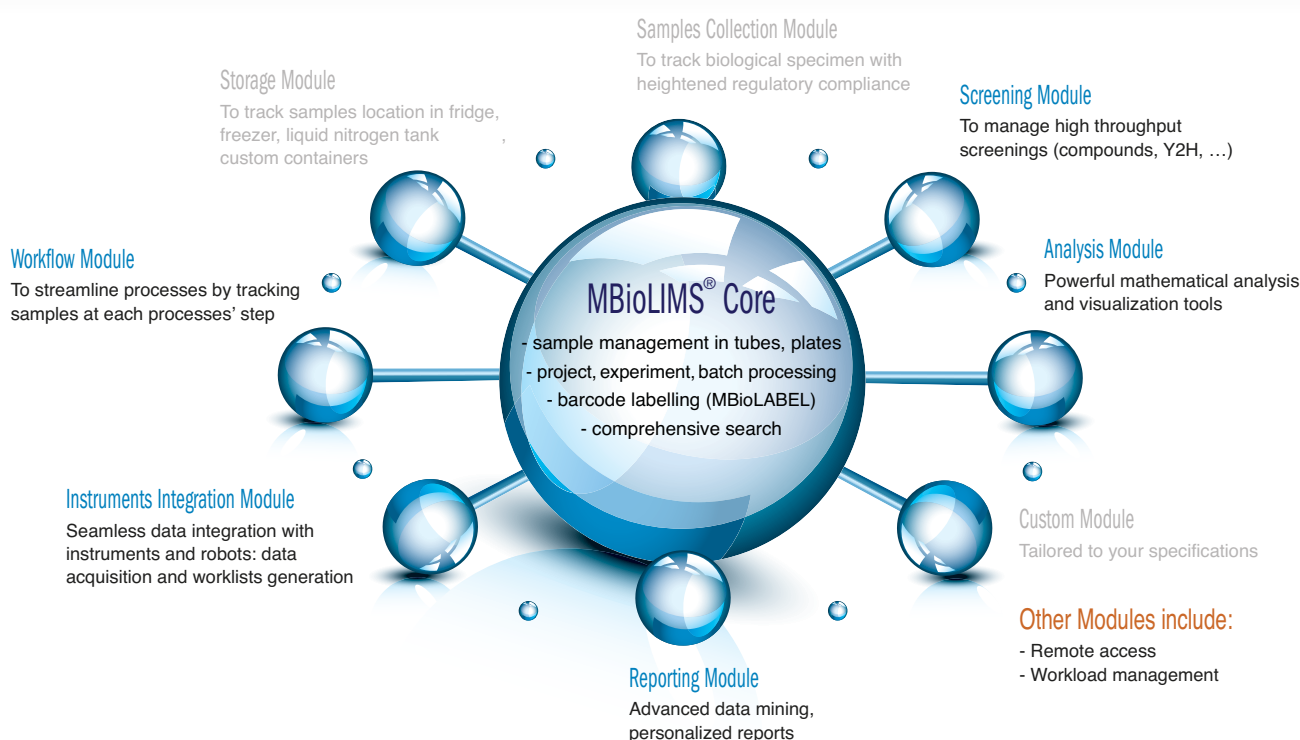 Samples Collection Module
To track biological specimen with
heightened regulatory compliance
Storage Module
To track samples location in fridge,
freezer, liquid nitrogen tank ,
custom containers
Screening Module
To manage high throughput
screenings (compounds, Y2H, …)
Workflow Module
To streamline processes by tracking
samples at each processes’ step
Analysis Module
Powerful mathematical analysis
and visualization tools
MBioLIMS® Core
- sample management in tubes, plates
- project, experiment, batch processing
- barcode labelling (MBioLABEL)
- comprehensive search
Instruments Integration Module
Seamless data integration with
instruments and robots: data
acquisition and worklists generation
Custom Module
Tailored to your specifications
Other Modules include:
- Remote access
- Workload management
Reporting Module
Advanced data mining,
personalized reports